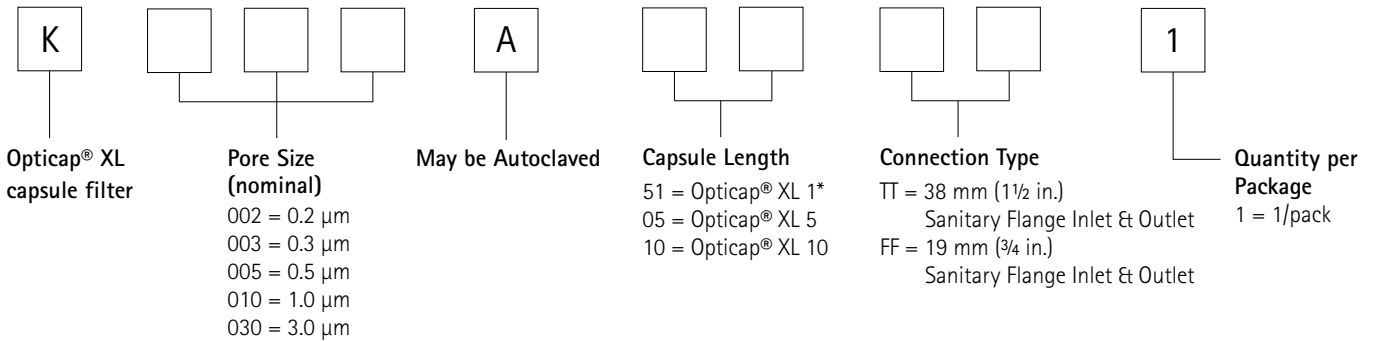 K A 1
Opticap® XL
capsule filter
Pore Size
(nominal)
002 = 0.2 µm
003 = 0.3 µm
005 = 0.5 µm
010 = 1.0 µm
030 = 3.0 µm
May be Autoclaved
Capsule Length
51 = Opticap® XL 1*
05 = Opticap® XL 5
10 = Opticap® XL 10
Connection Type
TT = 38 mm (1½ in.)
Sanitary Flange Inlet & Outlet
FF = 19 mm (¾ in.)
Sanitary Flange Inlet & Outlet
Quantity per
Package
1 = 1/pack